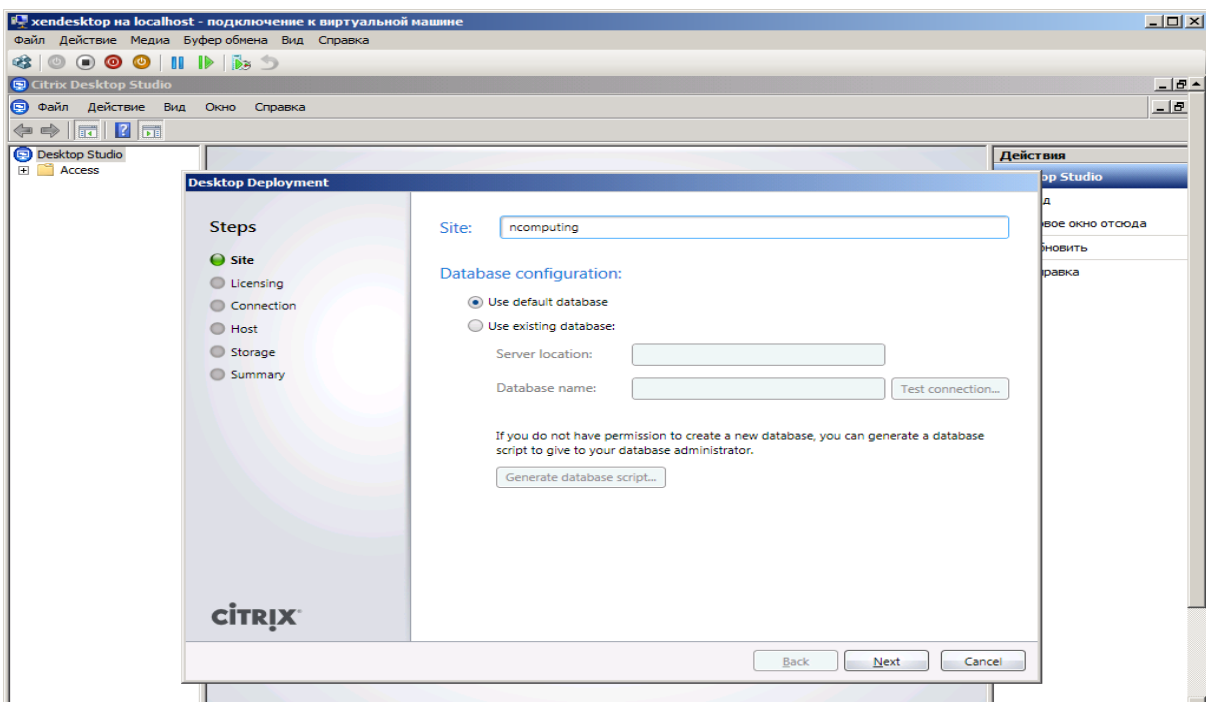 xendesktop на localhost - подключение к виртуальной машине
Файл Действие Медиа Буфер обмена Вид Справка
Citrix Desktop Studio
Файл Действие Вид Окно Справка
Desktop Studio
Access
Действия
op Studio
д
вое окно отсюда
бновить
правка
Desktop Deployment
Steps
Site
Licensing
Connection
Host
Storage
Summary
CITRIX
Site: ncomputing
Database configuration:
Use default database
Use existing database:
Server location:
Database name:
Test connection...
If you do not have permission to create a new database, you can generate a database
script to give to your database administrator.
Generate database script...
Back Next Cancel